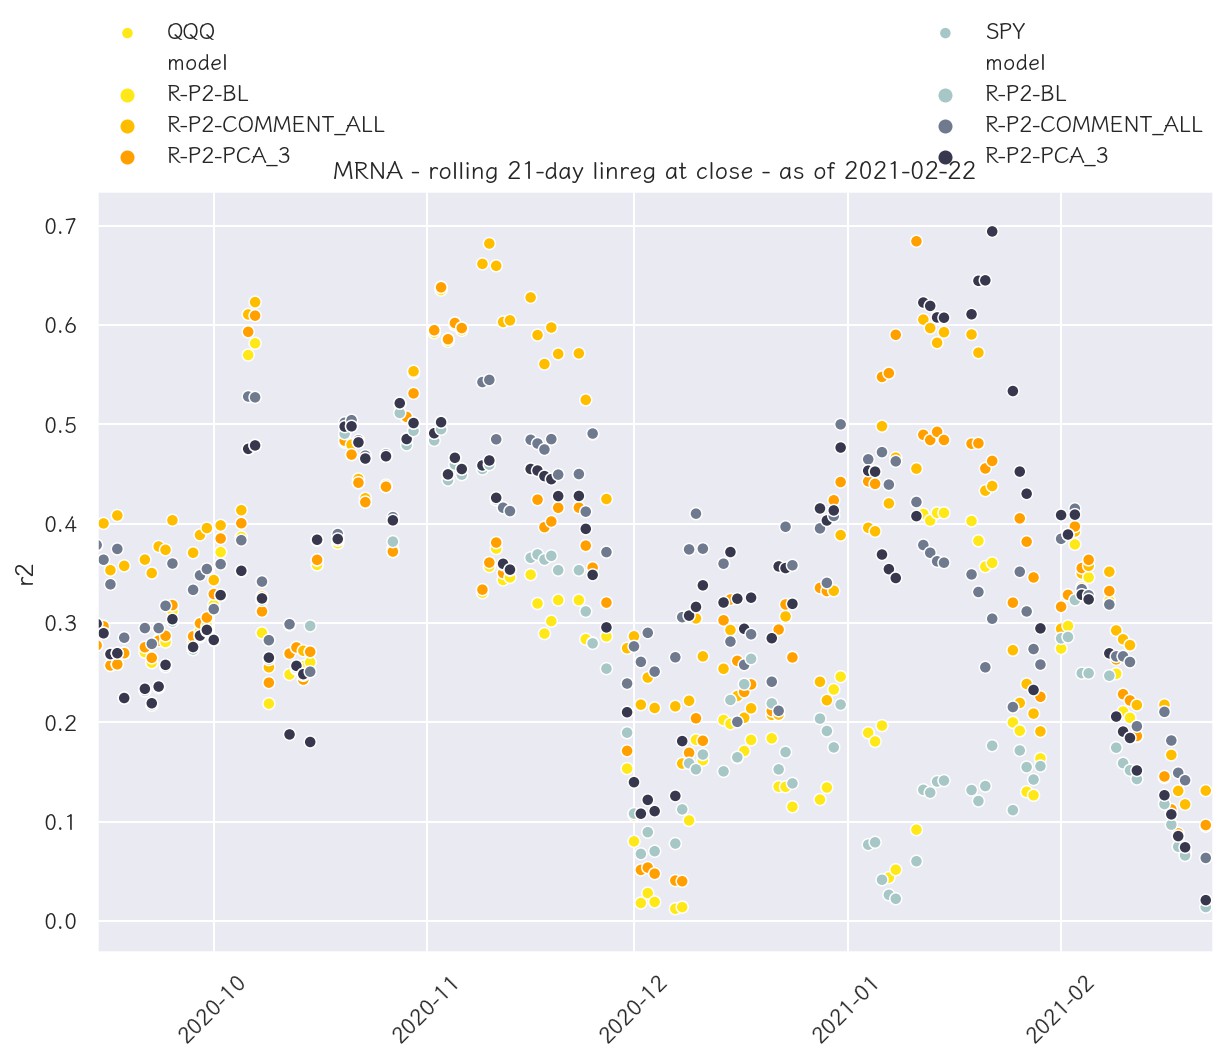 QQQ
model
R-P2-BL
R-P2-COMMENT_ALL
R-P2-PCA_3
SPY
model
R-P2-BL
R-P2-COMMENT_ALL
R-P2-PCA_3
MRNA - rolling 21-day linreg at close - as of 2021-02-22
0.7
0.6
0.5
0.4
0.3
0.2
0.1
0.0
r2
2020-10
2020-11
2020-12
2021-01
2021-02